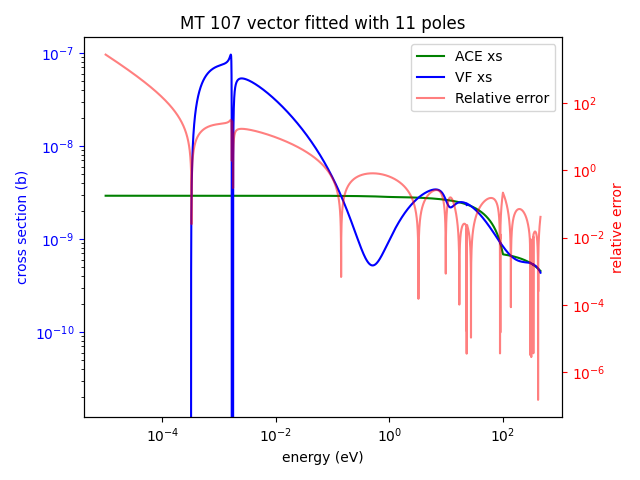 MT 107 vector fitted with 11 poles
ACE xs
VF xs
Relative error
cross section (b)
10⁻⁷
10⁻⁸
10⁻⁹
10⁻¹⁰
10²
10⁰
10⁻²
10⁻⁴
10⁻⁶
relative error
10⁻⁴
10⁻²
10⁰
10²
energy (eV)